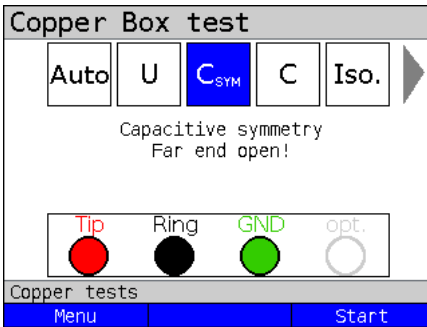 Copper Box test
Auto U CSYM C Iso.
Capacitive symmetry
Far end open!
Tip Ring GND opt.
Copper tests
Menu Start